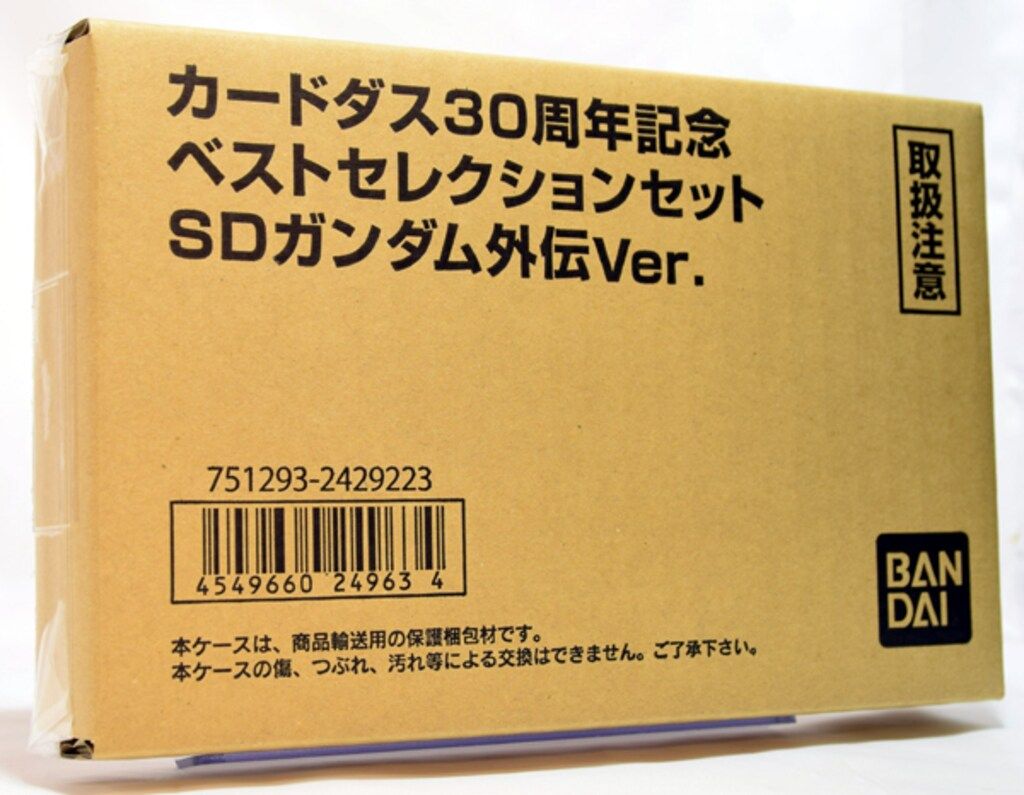 カードダス30周年記念
ベストセレクションセット
SDガンダム外伝Ver.
取扱注意
751293-2429223
4549660 24963 4
BAN
DAI
本ケースは、商品輸送用の保護梱包材です。
本ケースの傷、つぶれ、汚れ等による交換はできません。ご了承下さい。